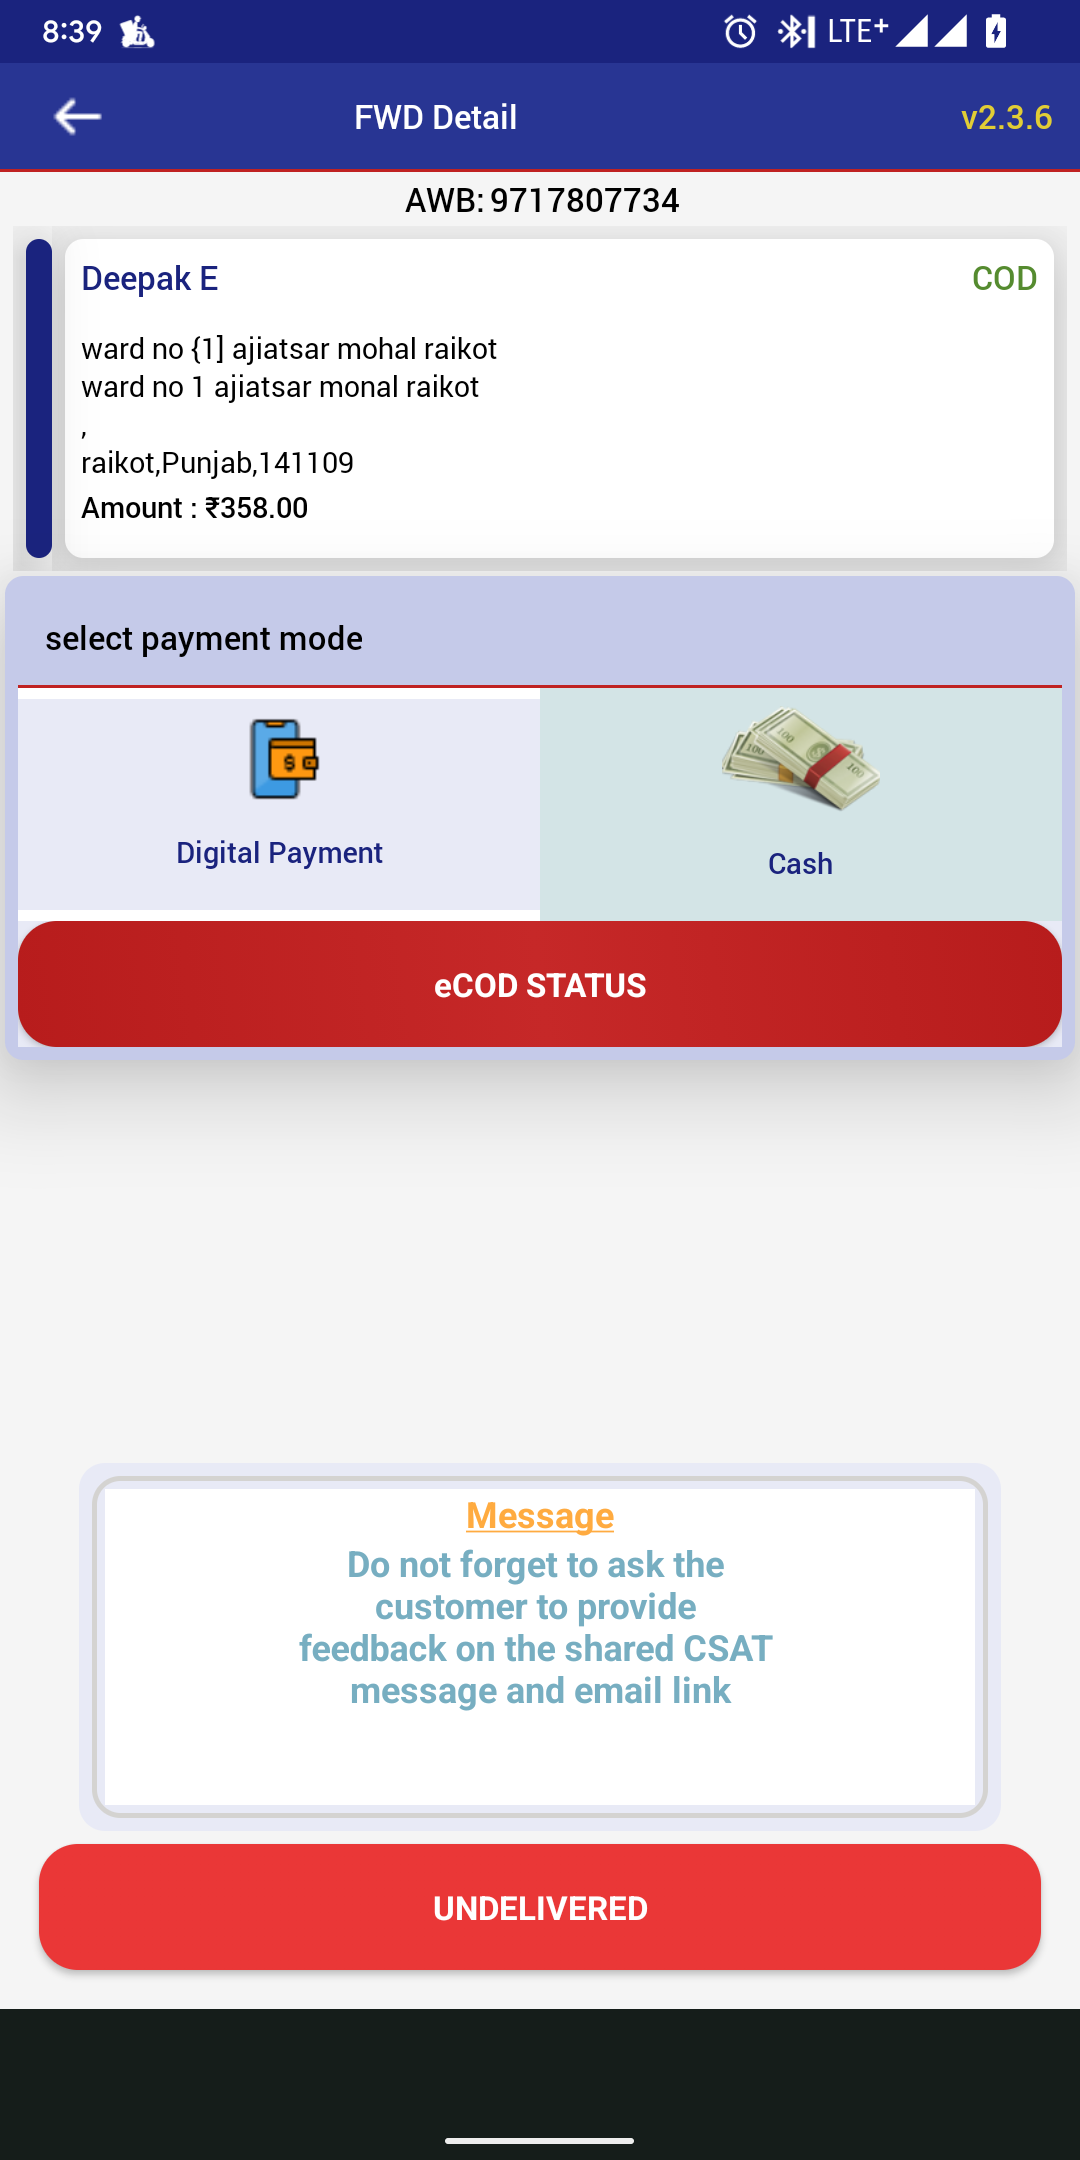 8:39 LTE+
FWD Detail v2.3.6
AWB: 9717807734
Deepak E COD
ward no {1] ajiatsar mohal raikot
ward no 1 ajiatsar monal raikot
,
raikot,Punjab,141109
Amount : ₹358.00
select payment mode
Digital Payment
Cash
eCOD STATUS
Message
Do not forget to ask the
customer to provide
feedback on the shared CSAT
message and email link
UNDELIVERED